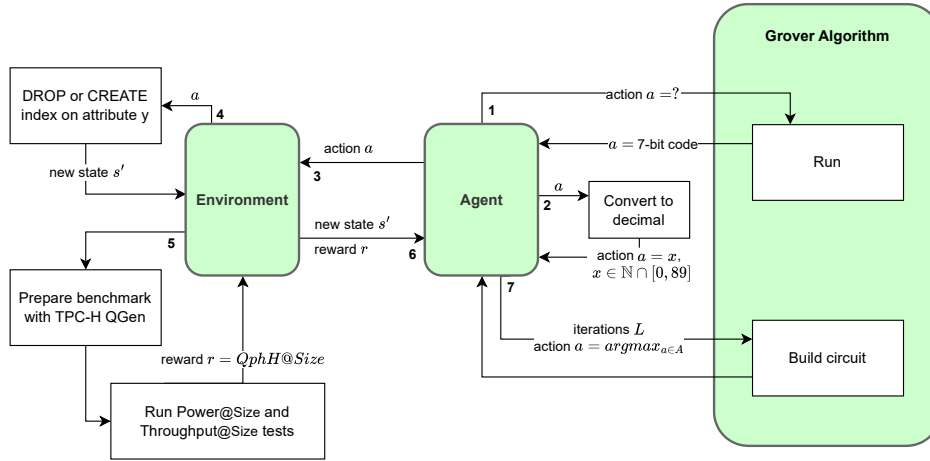 Grover Algorithm
action a =?
1
a = 7-bit code
Run
DROP or CREATE
index on attribute y
a
4
new state s′
action a
3
Environment
Agent
a
2
Convert to
decimal
new state s′
reward r
6
action a = x,
x ∈ ℕ ∩ [0, 89]
5
7
Prepare benchmark
with TPC-H QGen
iterations L
action a = argmax_{a∈A}
Build circuit
reward r = QphH@Size
Run Power@Size and
Throughput@Size tests